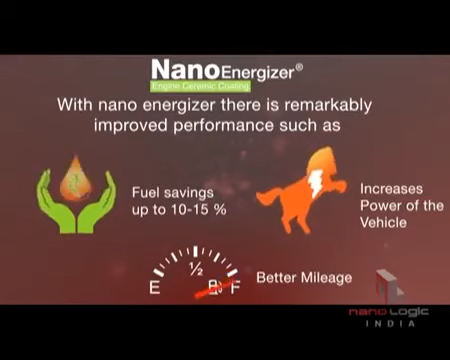 NanoEnergizer®
Engine Ceramic Coating
With nano energizer there is remarkably
improved performance such as
Fuel savings
up to 10-15 %
Increases
Power of the
Vehicle
½
E
F
Better Mileage
nano Logic
INDIA